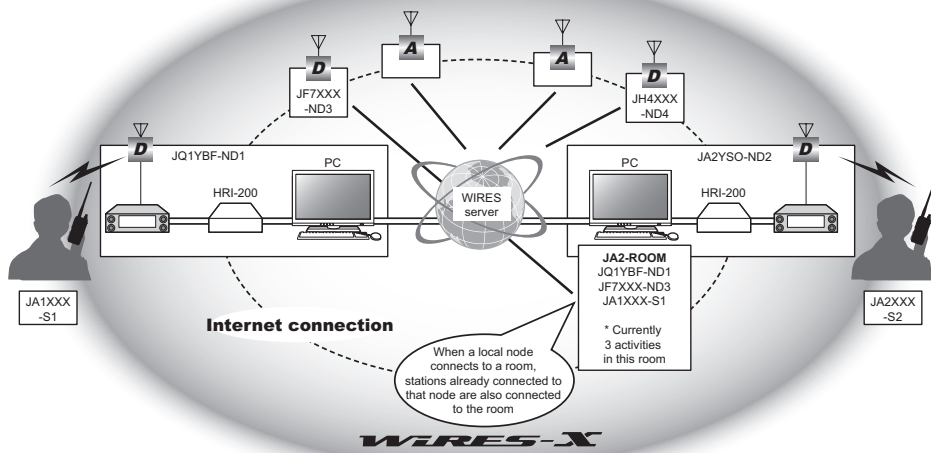 A
A
D
D
JF7XXX
-ND3
JH4XXX
-ND4
D
JQ1YBF-ND1
PC
HRI-200
WIRES
server
PC
JA2YSO-ND2
D
HRI-200
JA1XXX
-S1
JA2XXX
-S2
JA2-ROOM
JQ1YBF-ND1
JF7XXX-ND3
JA1XXX-S1
* Currently
3 activities
in this room
Internet connection
When a local node
connects to a room,
stations already connected to
that node are also connected
to the room
WiRES-X